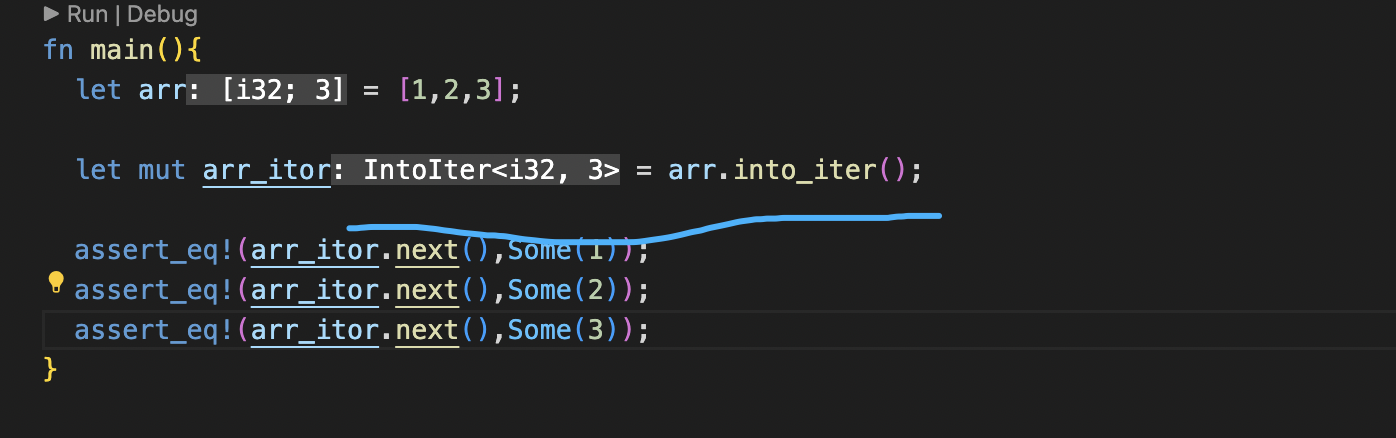 Run | Debug
fn main(){
let arr: [i32; 3] = [1,2,3];
let mut arr_itor: IntoIter<i32, 3> = arr.into_iter();
assert_eq!(arr_itor.next(),Some(1));
assert_eq!(arr_itor.next(),Some(2));
assert_eq!(arr_itor.next(),Some(3));
}